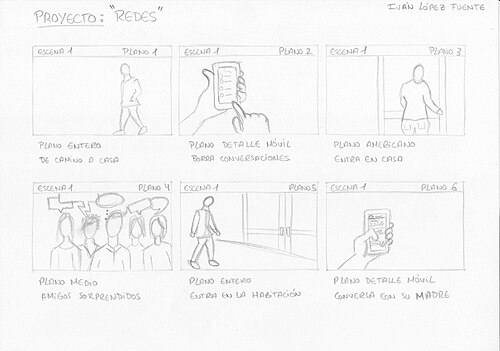 IVÁN LÓPEZ FUENTE
PROYECTO: "REDES"
ESCENA 1 PLANO 1
PLANO ENTERO
DE CAMINO A CASA
ESCENA 1 PLANO 2
PLANO DETALLE MÓVIL
BORRA CONVERSACIONES
ESCENA 1 PLANO 3
PLANO AMERICANO
ENTRA EN CASA
ESCENA 1 PLANO 4
PLANO MEDIO
AMIGOS SORPRENDIDOS
ESCENA 1 PLANO 5
PLANO ENTERO
ENTRA EN LA HABITACIÓN
ESCENA 1 PLANO 6
PLANO DETALLE MÓVIL
CONVERSA CON SU MADRE